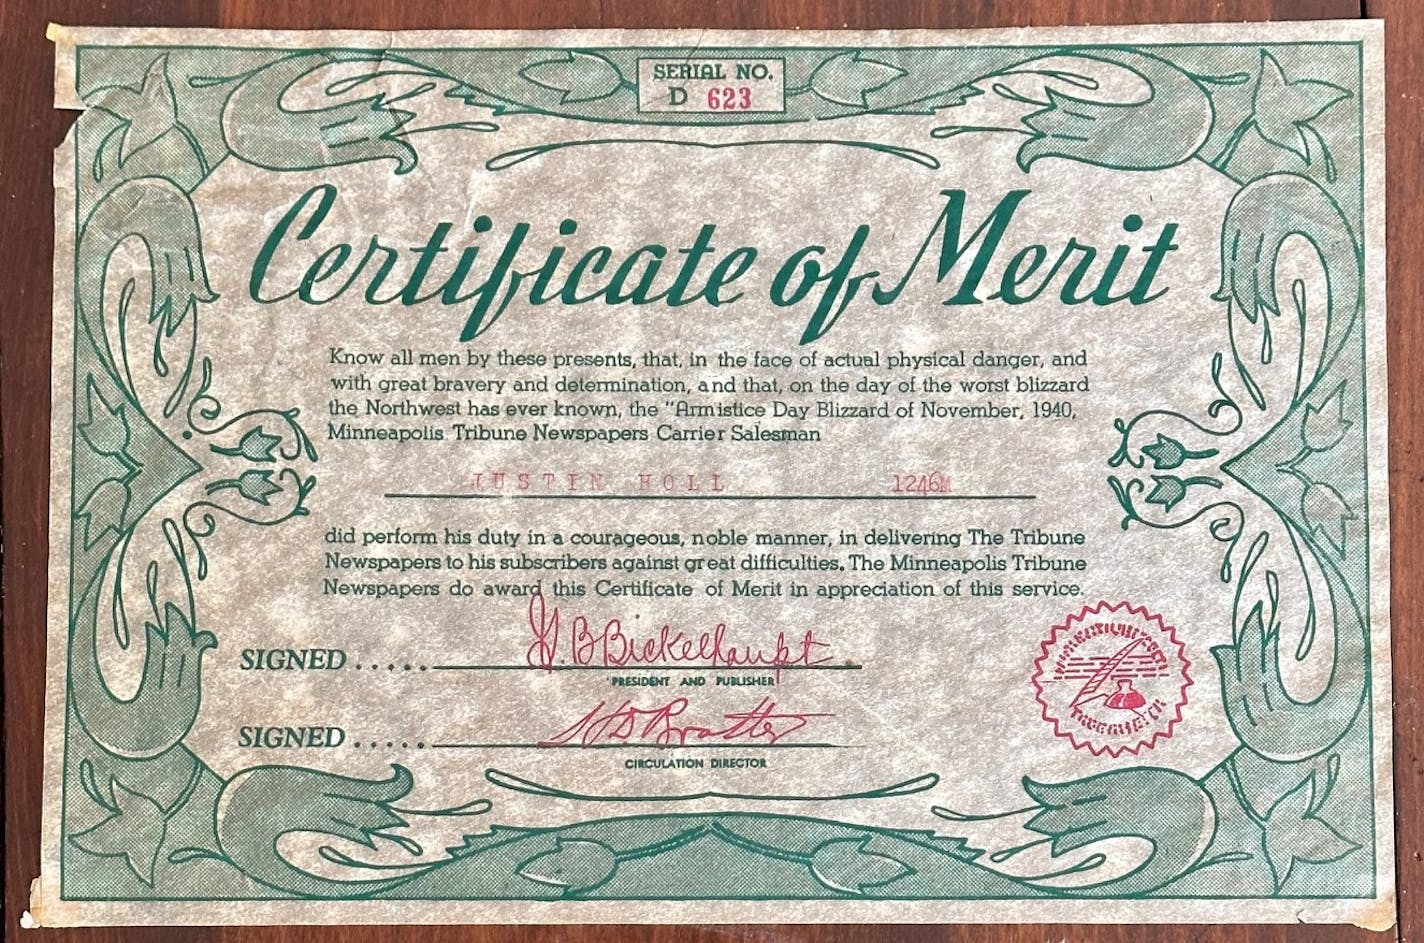 SERIAL NO.
D 623
Certificate of Merit
Know all men by these presents, that, in the face of actual physical danger, and
with great bravery and determination, and that, on the day of the worst blizzard
the Northwest has ever known, the "Armistice Day Blizzard of November, 1940,
Minneapolis Tribune Newspapers Carrier Salesman
JUSTIN HOLL 1246M
did perform his duty in a courageous, noble manner, in delivering The Tribune
Newspapers to his subscribers against great difficulties. The Minneapolis Tribune
Newspapers do award this Certificate of Merit in appreciation of this service.
SIGNED ..... H. B Bickelhaupt
PRESIDENT AND PUBLISHER
SIGNED ..... HD Bratter
CIRCULATION DIRECTOR